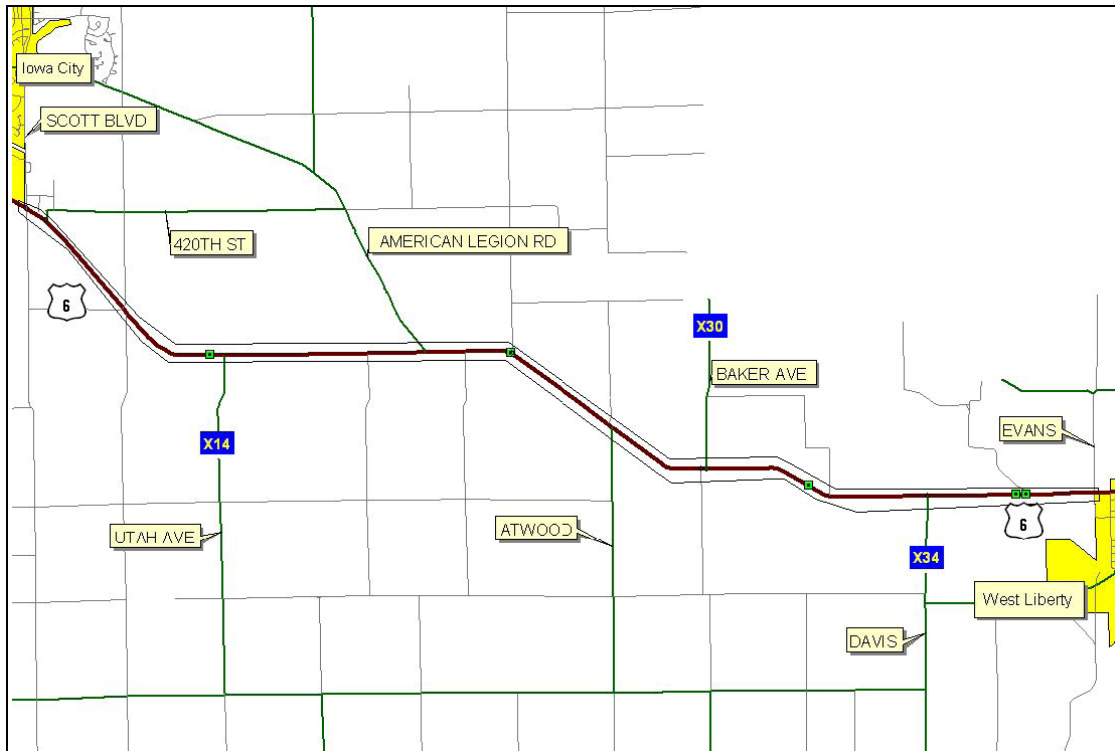 Iowa City
SCOTT BLVD
420TH ST
AMERICAN LEGION RD
6
X30
BAKER AVE
EVANS
X14
UTAH AVE
ATWOOD
6
X34
West Liberty
DAVIS